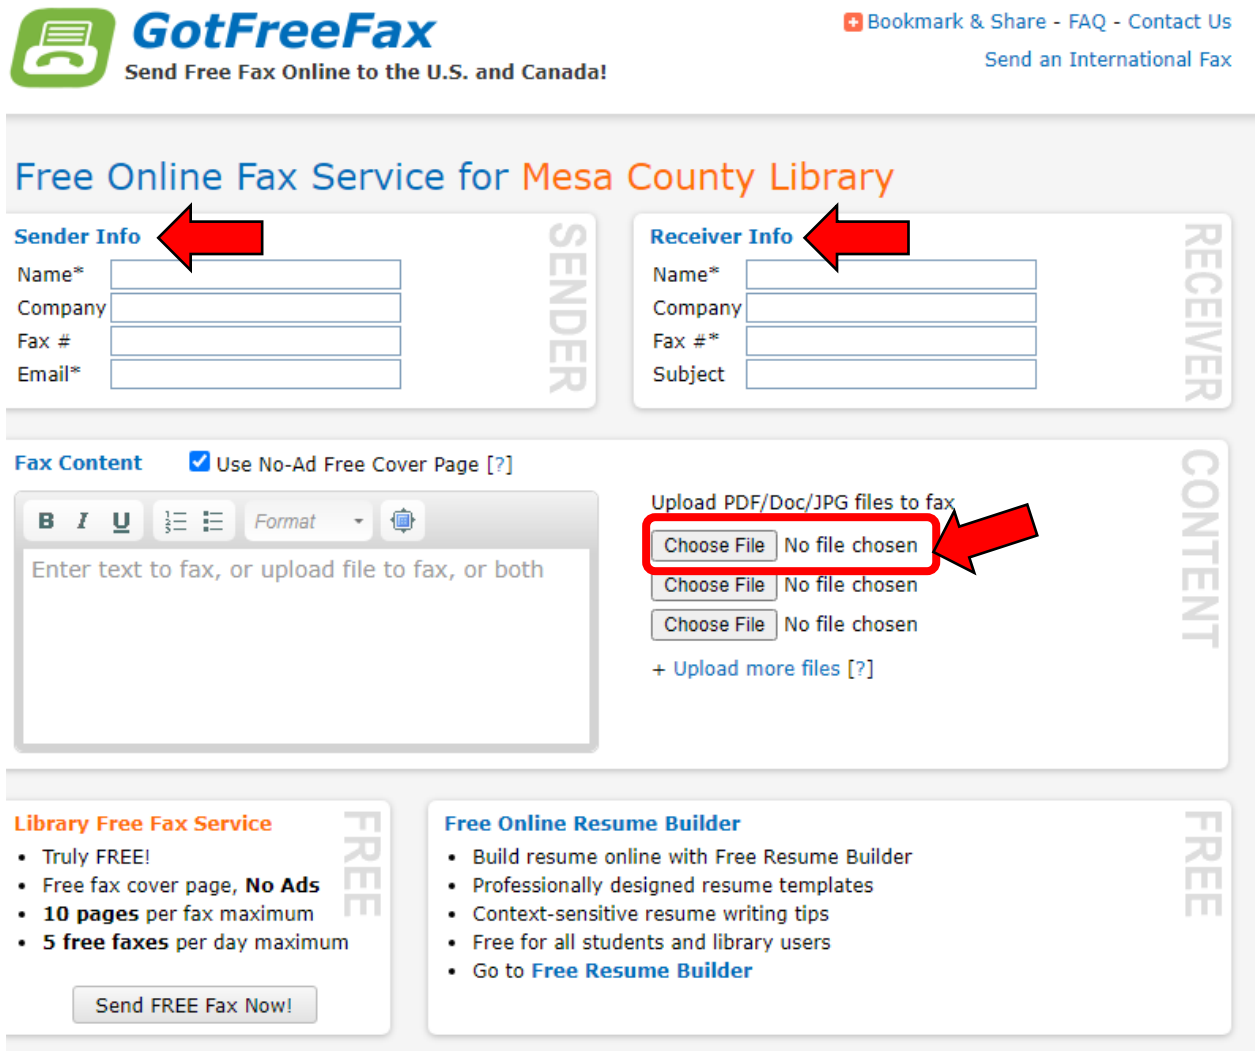 GotFreeFax
Send Free Fax Online to the U.S. and Canada!
Bookmark & Share - FAQ - Contact Us
Send an International Fax
Free Online Fax Service for Mesa County Library
Sender Info
Name*
Company
Fax #
Email*
SENDER
Receiver Info
Name*
Company
Fax #*
Subject
RECEIVER
Fax Content
Use No-Ad Free Cover Page [?]
B I U Format
Enter text to fax, or upload file to fax, or both
Upload PDF/Doc/JPG files to fax
Choose File No file chosen
Choose File No file chosen
Choose File No file chosen
+ Upload more files [?]
CONTENT
Library Free Fax Service
• Truly FREE!
• Free fax cover page, No Ads
• 10 pages per fax maximum
• 5 free faxes per day maximum
Send FREE Fax Now!
FREE
Free Online Resume Builder
• Build resume online with Free Resume Builder
• Professionally designed resume templates
• Context-sensitive resume writing tips
• Free for all students and library users
• Go to Free Resume Builder
FREE